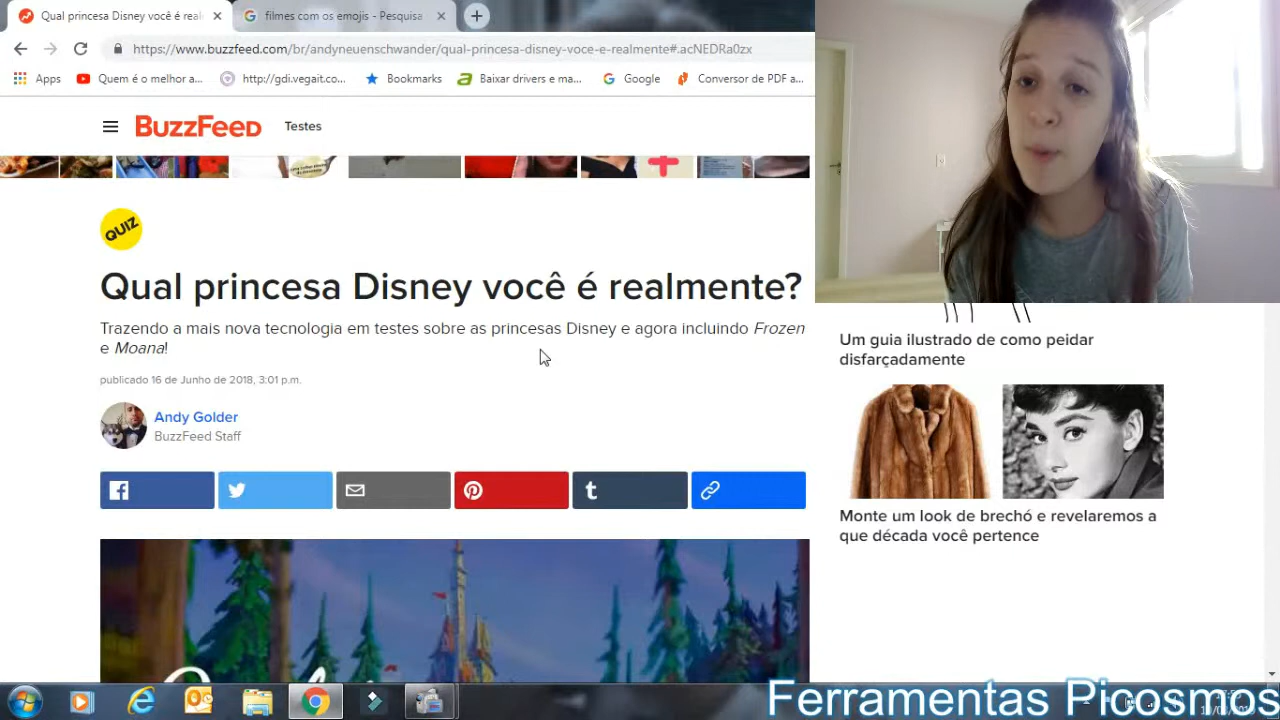 Qual princesa Disney você é real
filmes com os emojis - Pesquisa
https://www.buzzfeed.com/br/andyneuenschwander/qual-princesa-disney-voce-e-realmente#.acNEDRa0zx
Apps
Quem é o melhor a...
http://gdi.vegait.co...
Bookmarks
Baixar drivers e ma...
Google
Conversor de PDF a...
BuzzFeed
Testes
QUIZ
Qual princesa Disney você é realmente?
Trazendo a mais nova tecnologia em testes sobre as princesas Disney e agora incluindo Frozen
e Moana!
publicado 16 de Junho de 2018, 3:01 p.m.
Andy Golder
BuzzFeed Staff
Um guia ilustrado de como peidar
disfarçadamente
Monte um look de brechó e revelaremos a
que década você pertence
Ferramentas Picosmos